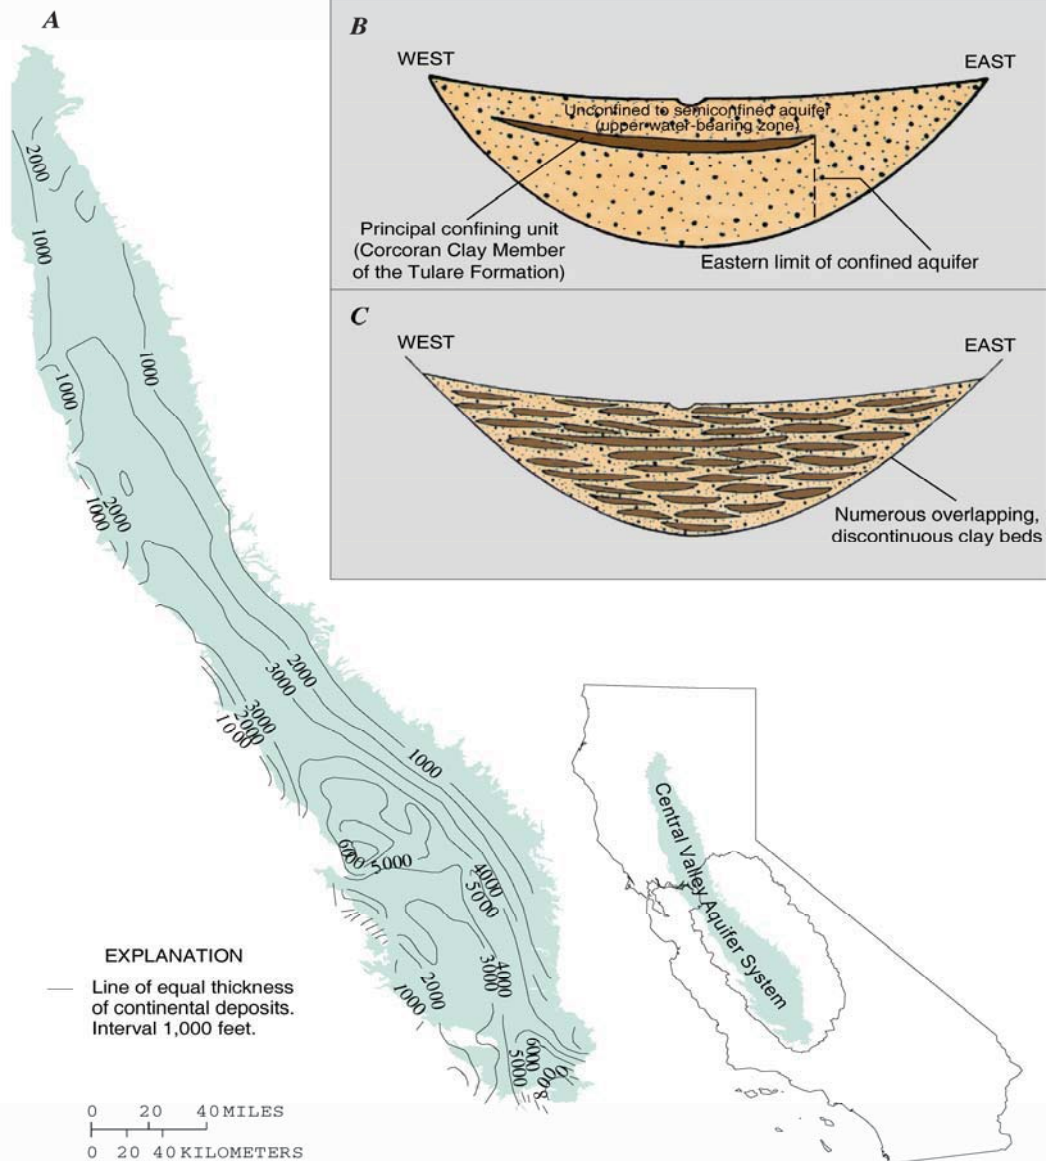 A
2000
1000
1000
1000
2000
1000
2000
3000
3000
2000
1000
1000
6000
5000
4000
5000
4000
3000
2000
1000
6000
5000
EXPLANATION
Line of equal thickness
of continental deposits.
Interval 1,000 feet.
0 20 40 MILES
0 20 40 KILOMETERS
B
WEST
EAST
Unconfined to semiconfined aquifer
(upper-water-bearing zone)
Principal confining unit
(Corcoran Clay Member
of the Tulare Formation)
Eastern limit of confined aquifer
C
WEST
EAST
Numerous overlapping,
discontinuous clay beds
Central Valley Aquifer System